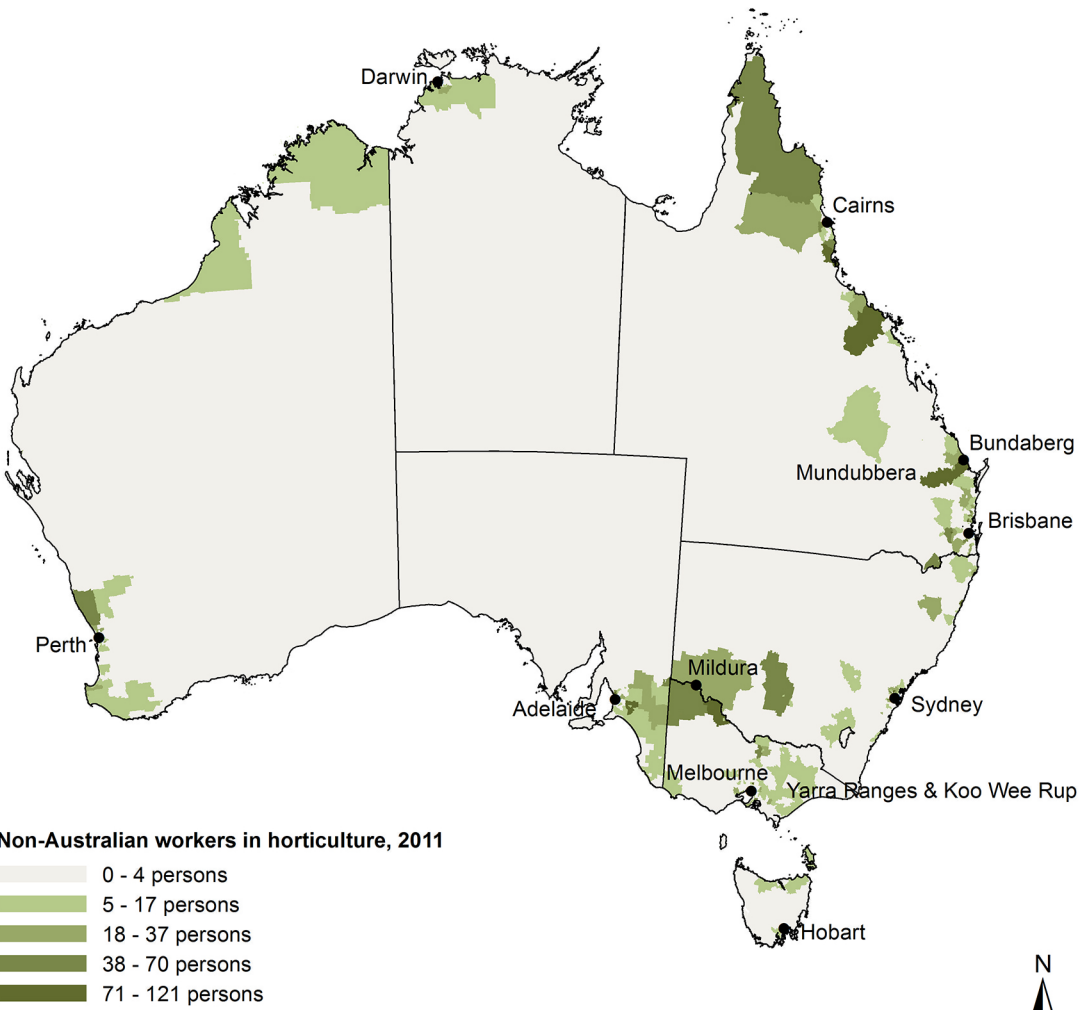 Darwin
Cairns
Bundaberg
Mundubbera
Brisbane
Perth
Mildura
Adelaide
Sydney
Melbourne
Yarra Ranges & Koo Wee Rup
Non-Australian workers in horticulture, 2011
0 - 4 persons
5 - 17 persons
18 - 37 persons
38 - 70 persons
71 - 121 persons
Hobart
N